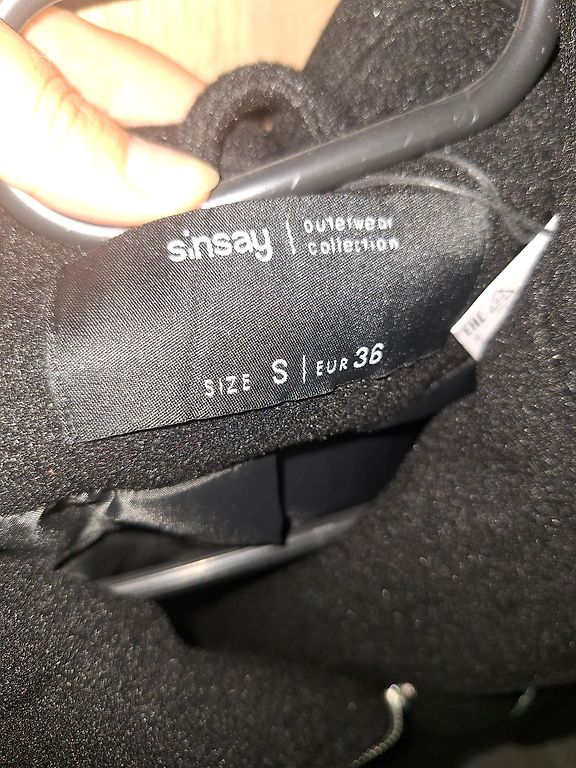 sinsay | outerwear
collection
SIZE S | EUR 36